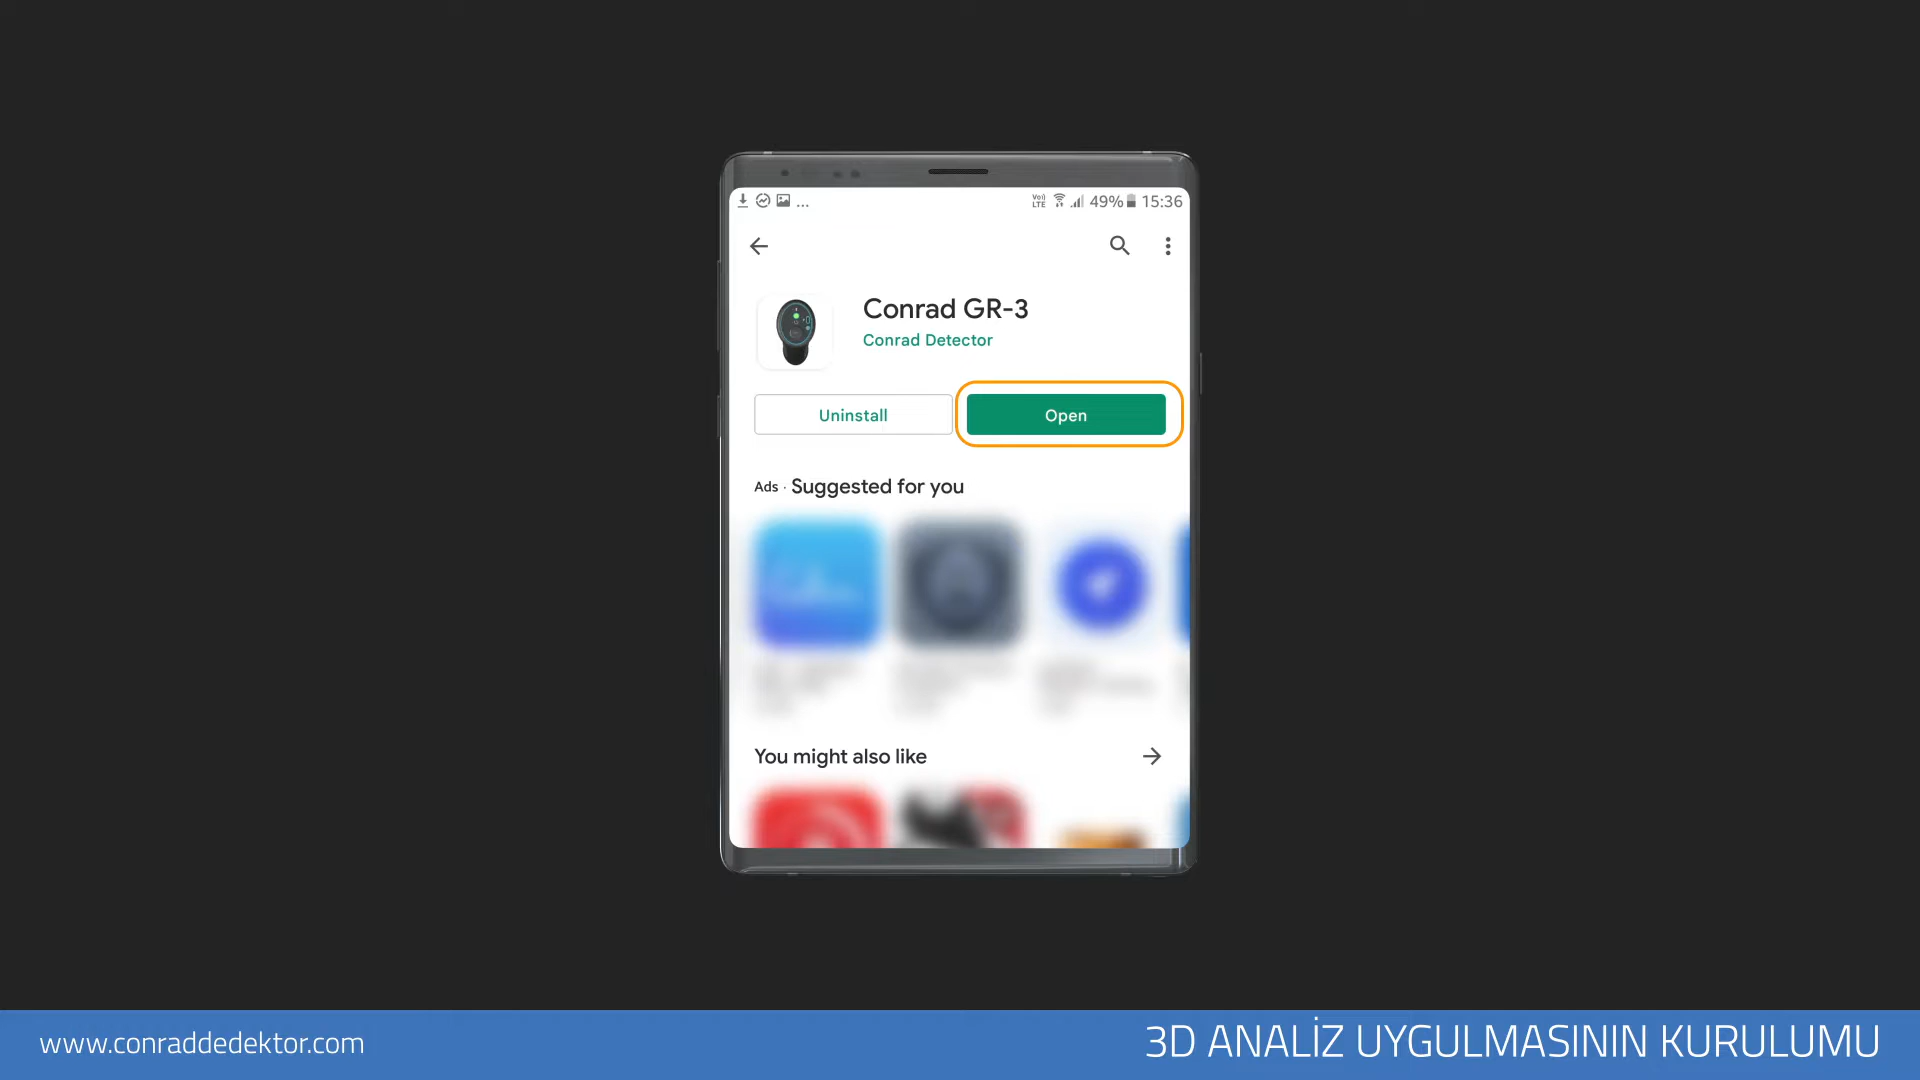 ... VoLTE 49% 15:36
Conrad GR-3
Conrad Detector
Uninstall
Open
Ads · Suggested for you
You might also like
www.conraddedektor.com
3D ANALİZ UYGULMASININ KURULUMU